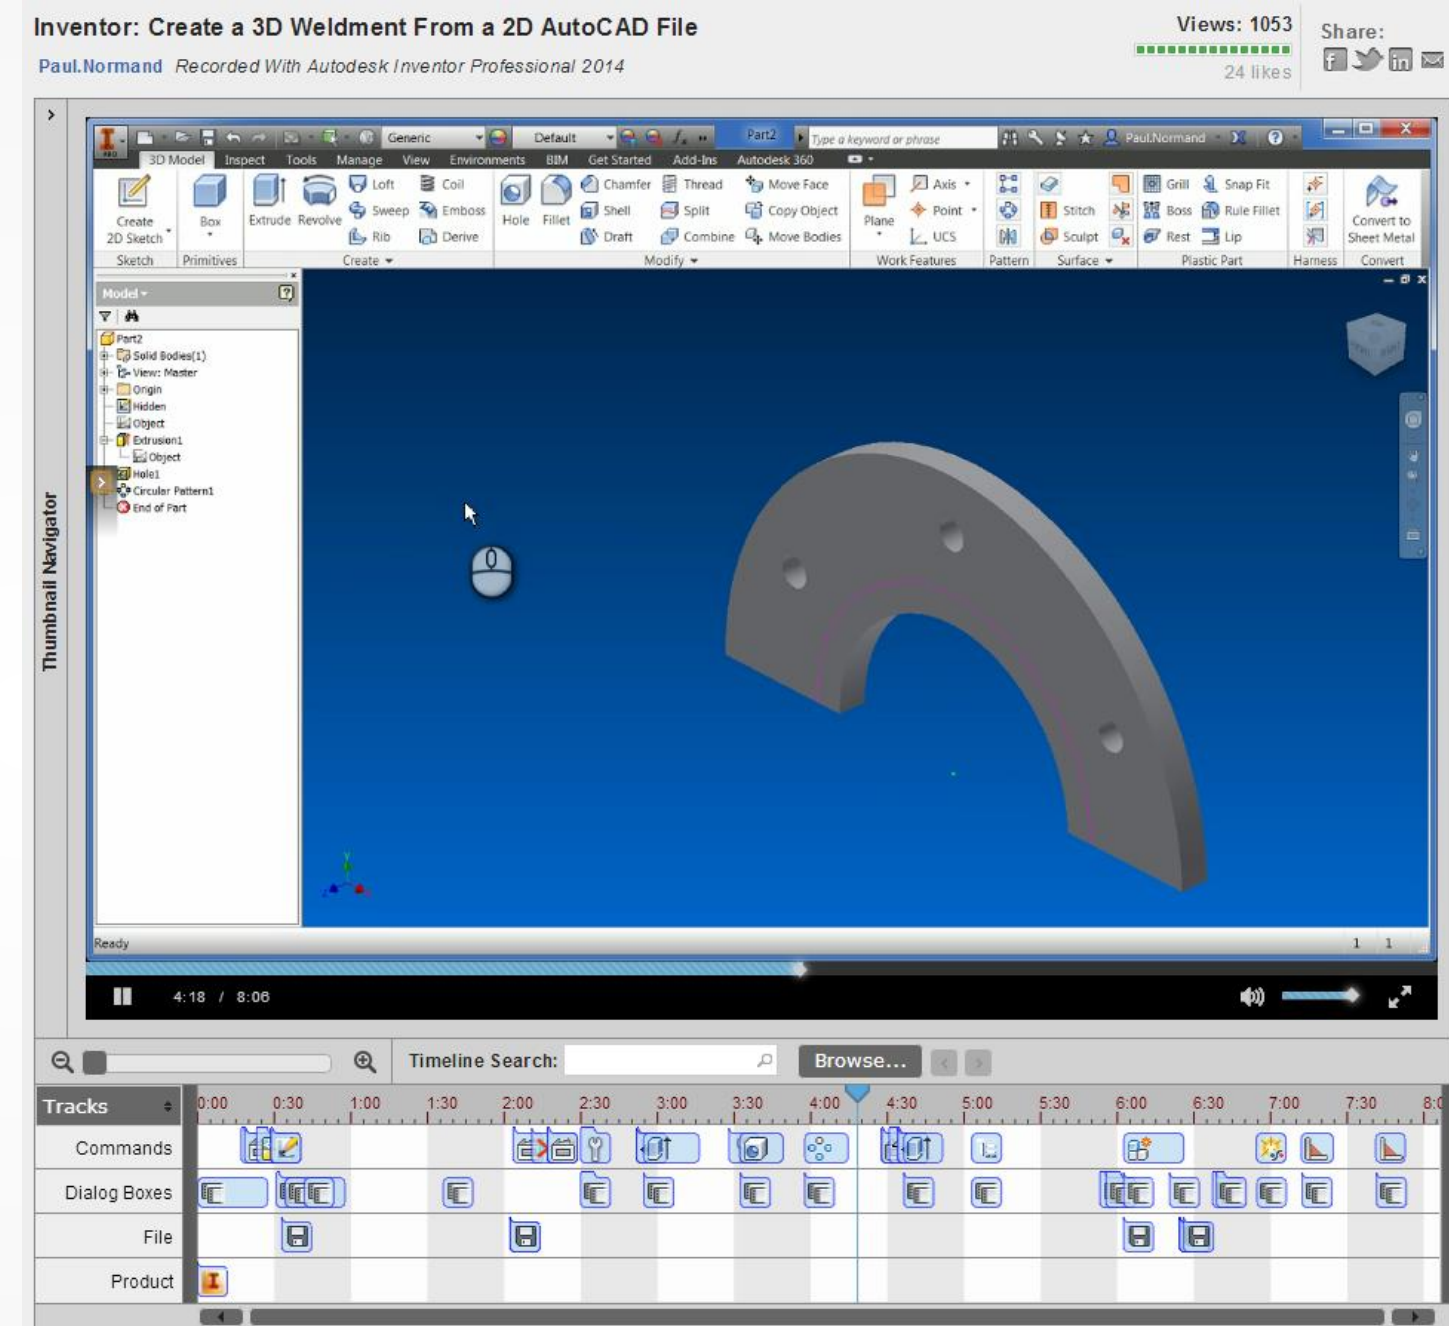 Inventor: Create a 3D Weldment From a 2D AutoCAD File
Views: 1053
Share:
Paul.Normand Recorded With Autodesk Inventor Professional 2014
24 likes
Generic Default Part2 Type a keyword or phrase Paul.Normand
3D Model Inspect Tools Manage View Environments BIM Get Started Add-Ins Autodesk 360
Loft Coil Chamfer Thread Move Face Axis Grill Snap Fit
Create 2D Sketch Box Extrude Revolve Sweep Emboss Hole Fillet Shell Split Copy Object Plane Point Stitch Boss Rule Fillet Convert to Sheet Metal
Rib Derive Draft Combine Move Bodies UCS Sculpt Rest Lip
Sketch Primitives Create Modify Work Features Pattern Surface Plastic Part Harness Convert
Model
Part2
Solid Bodies(1)
View: Master
Origin
Hidden
Object
Extrusion1
Object
Hole1
Circular Pattern1
End of Part
Thumbnail Navigator
Ready 1 1
4:18 / 8:06
Timeline Search: Browse...
Tracks 0:00 0:30 1:00 1:30 2:00 2:30 3:00 3:30 4:00 4:30 5:00 5:30 6:00 6:30 7:00 7:30
Commands
Dialog Boxes
File
Product